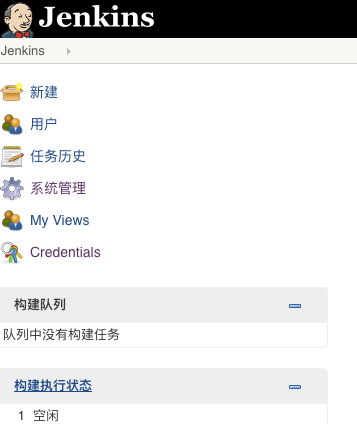 Jenkins
Jenkins
新建
用户
任务历史
系统管理
My Views
Credentials
构建队列
队列中没有构建任务
构建执行状态
1 空闲